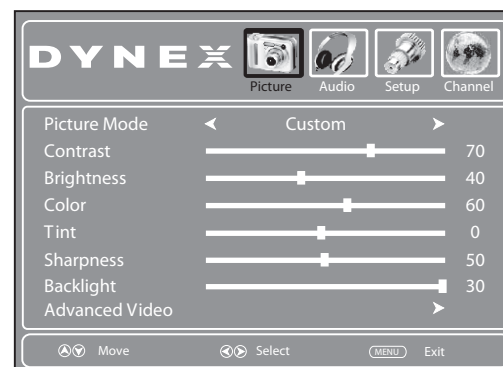 DYNEX
Picture Audio Setup Channel
Picture Mode Custom
Contrast 70
Brightness 40
Color 60
Tint 0
Sharpness 50
Backlight 30
Advanced Video
Move Select MENU Exit